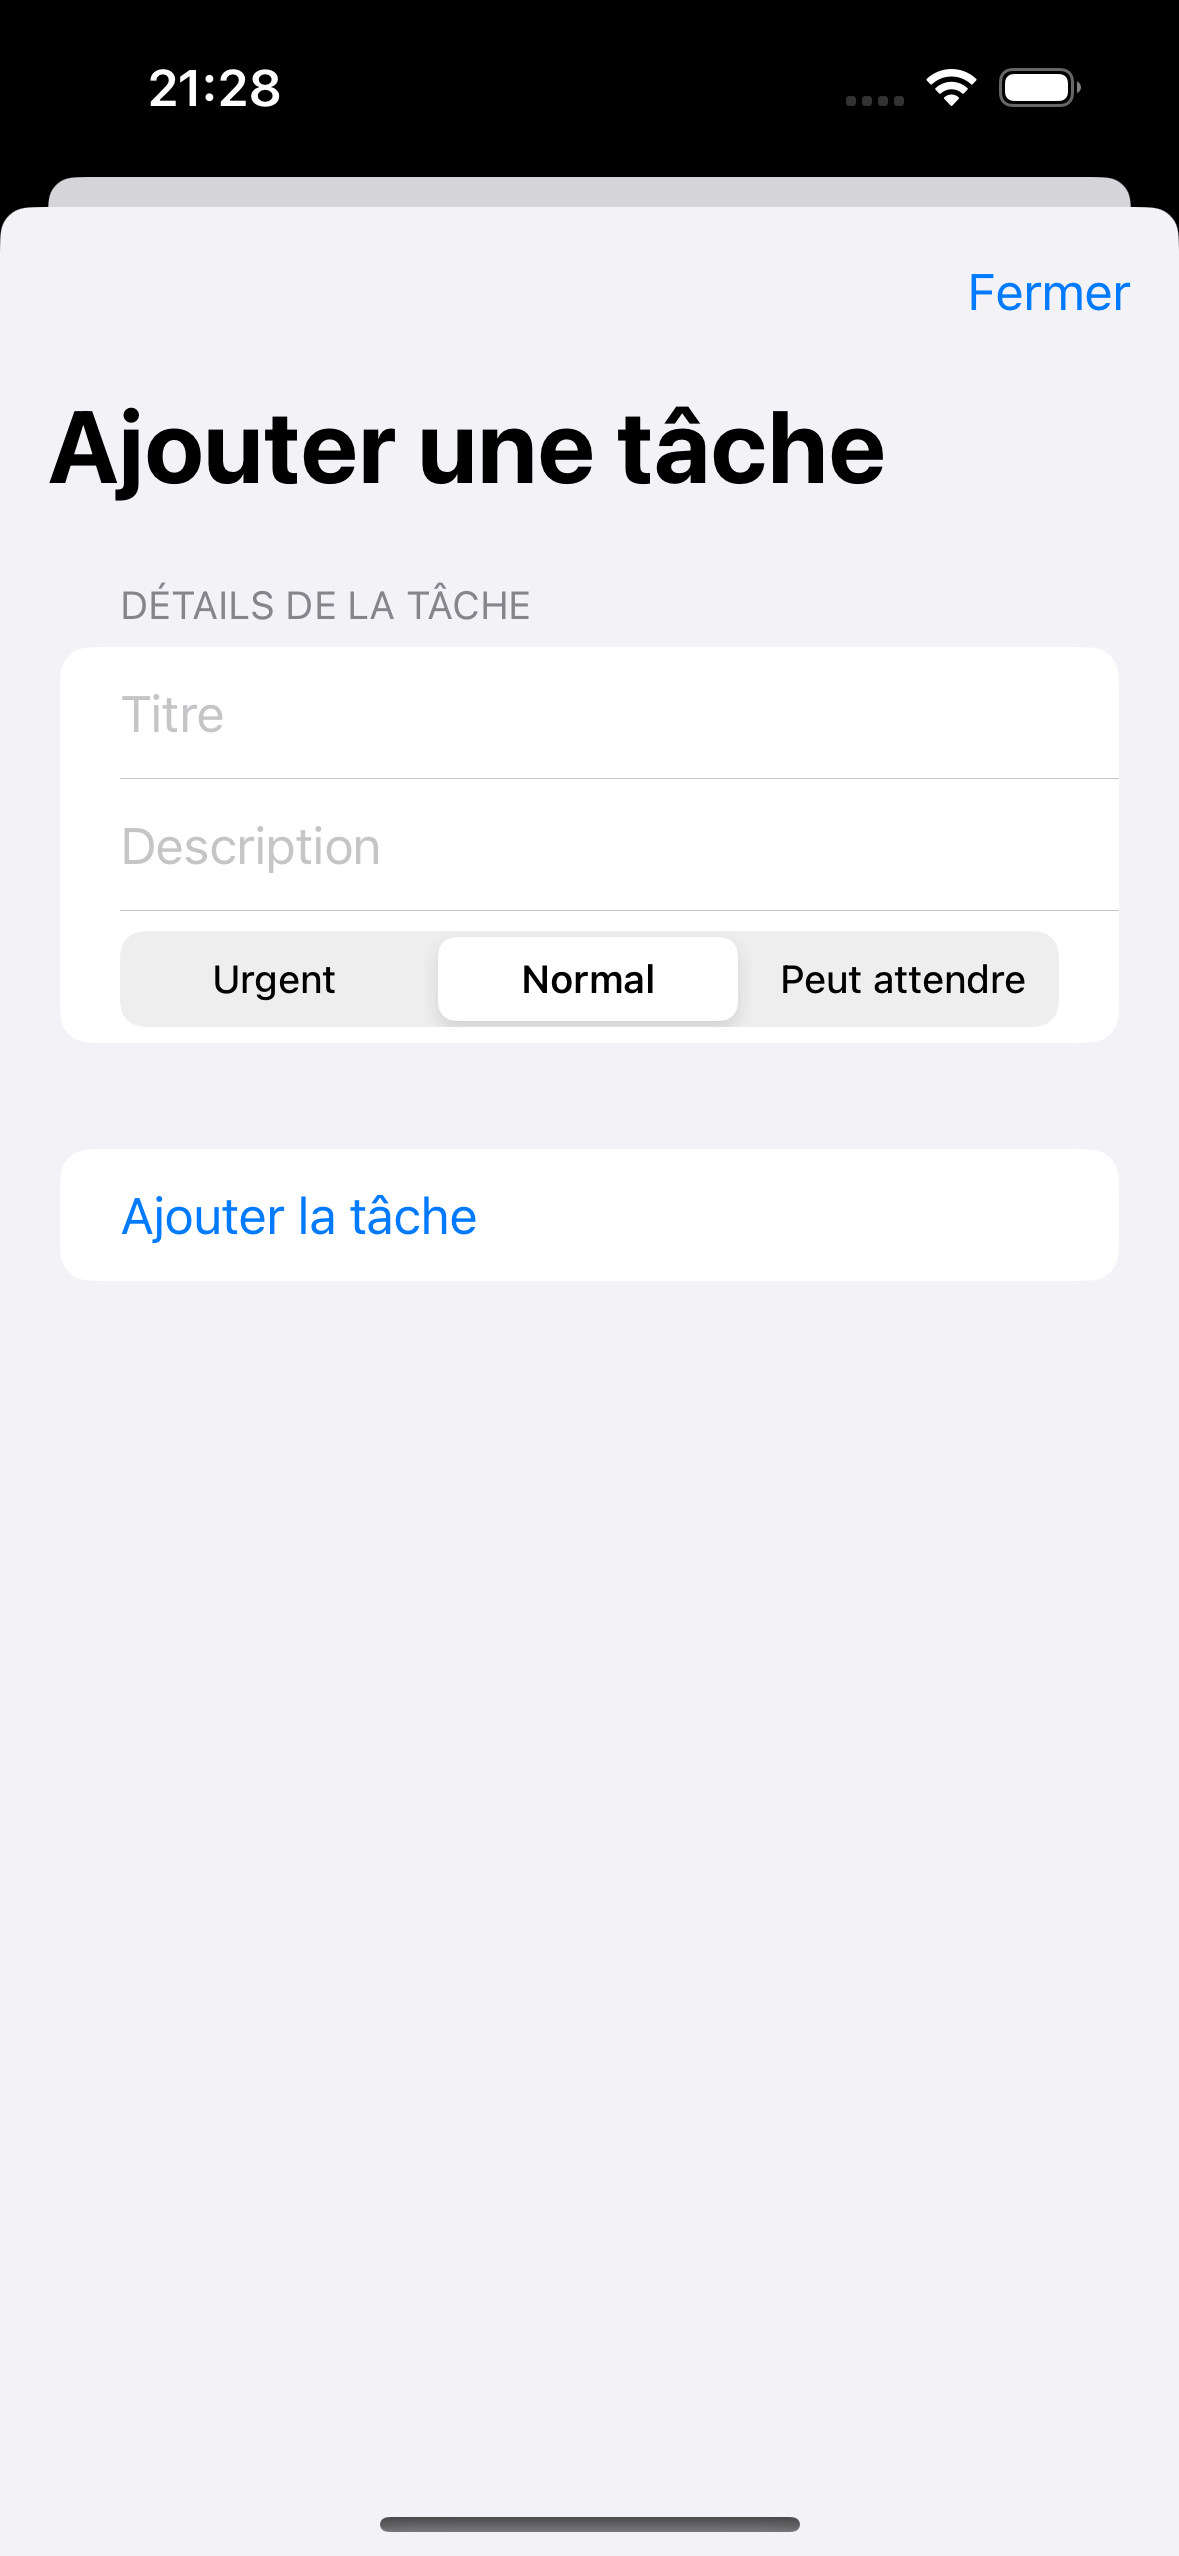 21:28
Fermer
Ajouter une tâche
DÉTAILS DE LA TÂCHE
Titre
Description
Urgent Normal Peut attendre
Ajouter la tâche